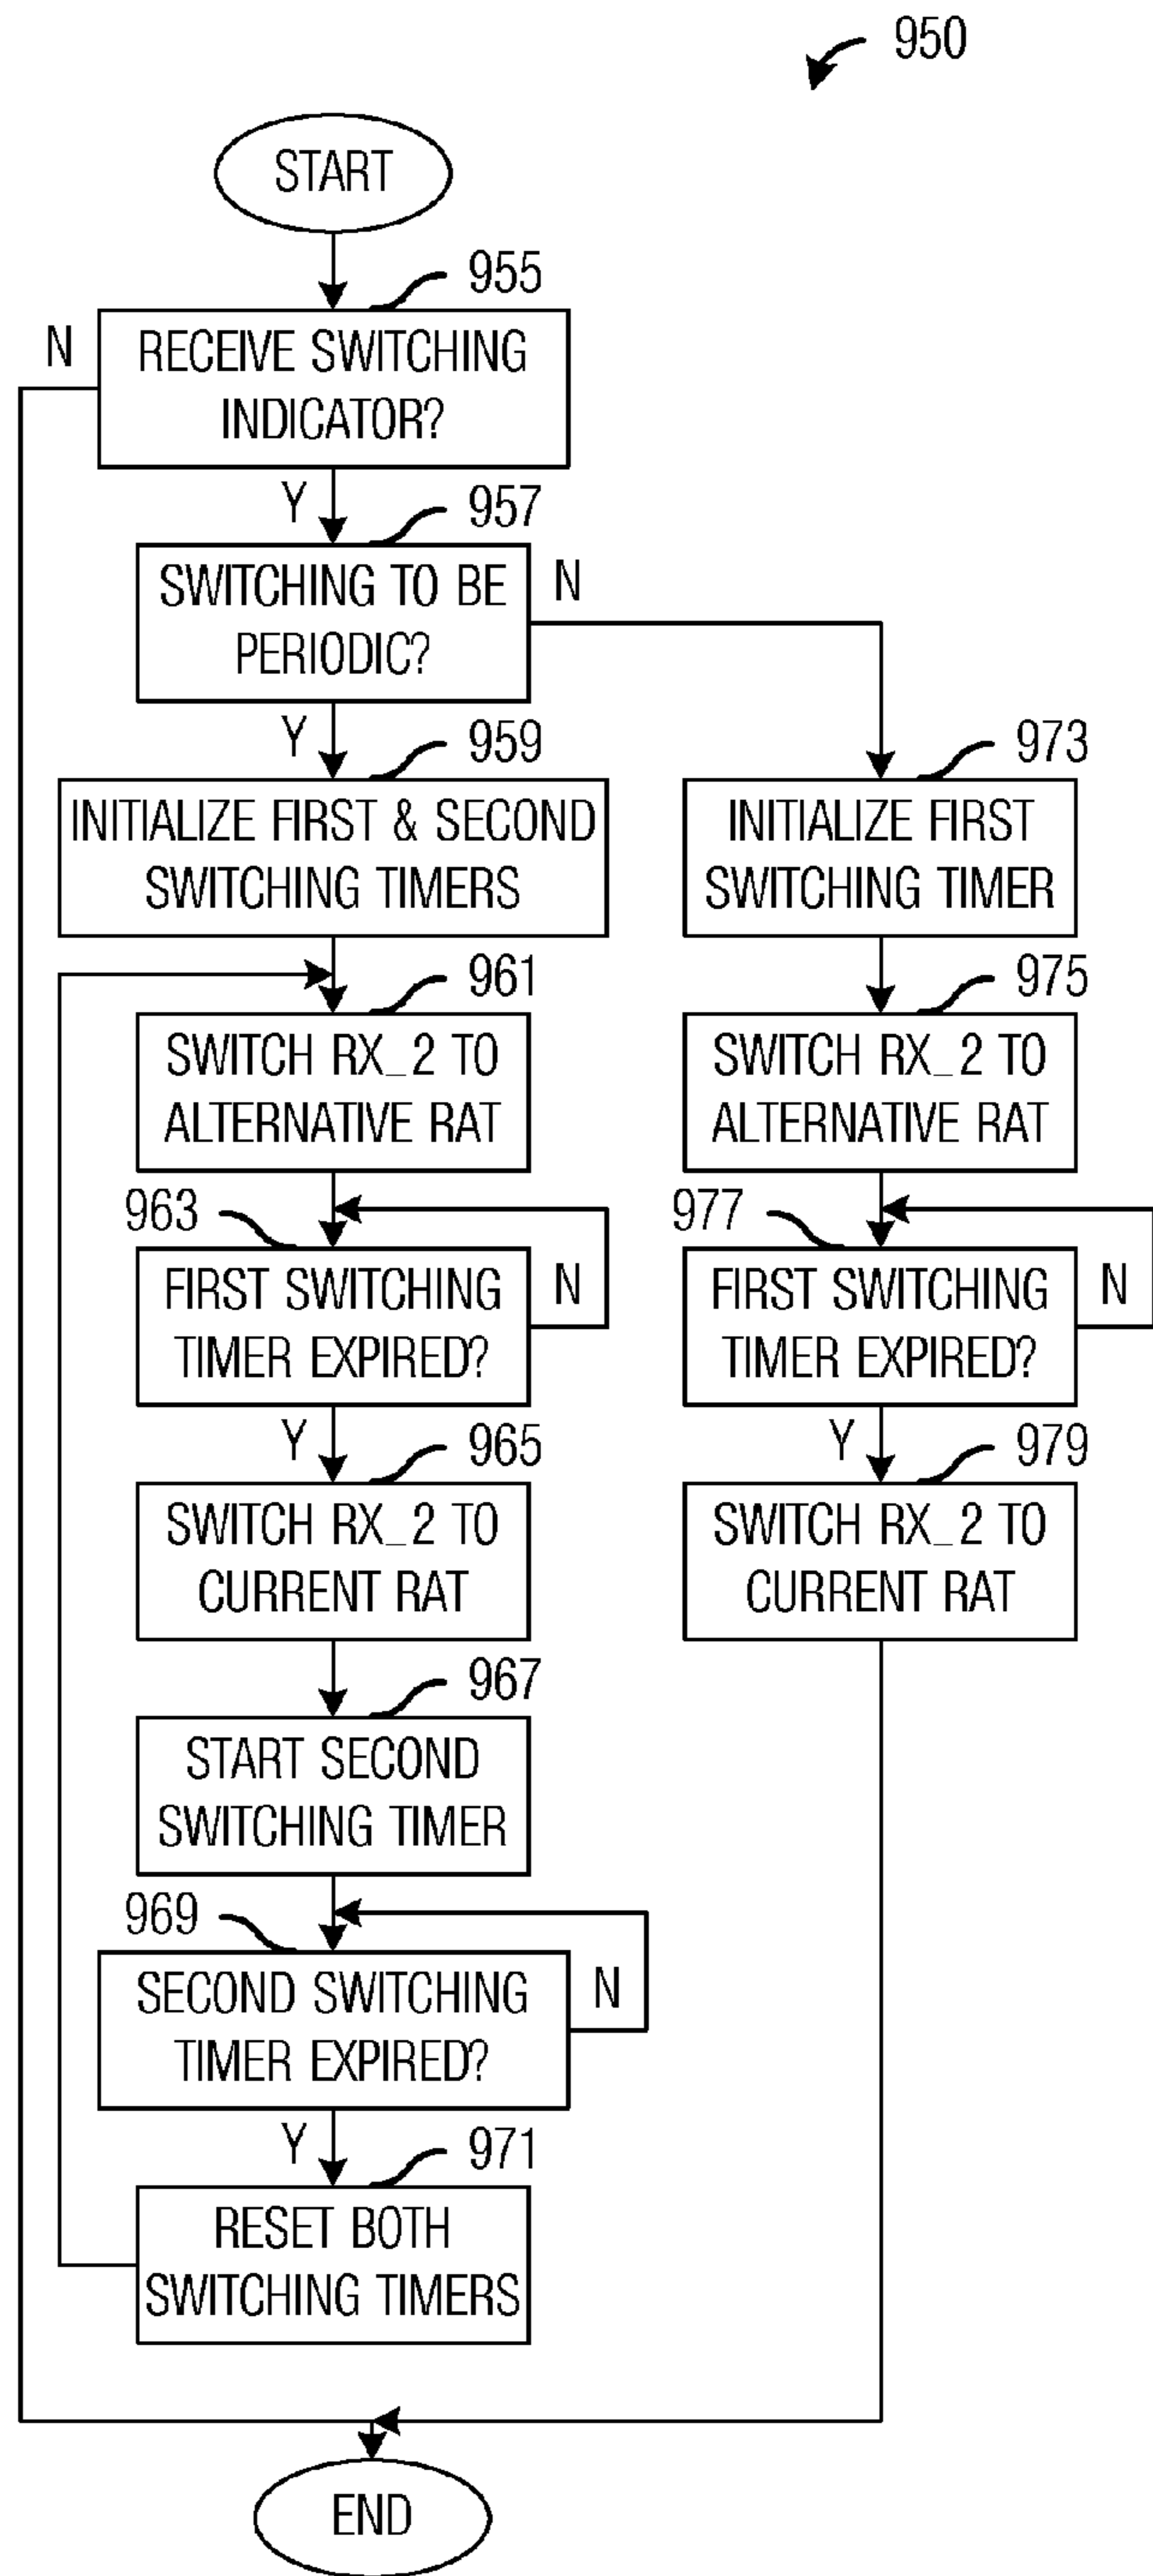 950
START
955
N
RECEIVE SWITCHING
INDICATOR?
Y
957
SWITCHING TO BE
PERIODIC?
N
Y
959
INITIALIZE FIRST & SECOND
SWITCHING TIMERS
973
INITIALIZE FIRST
SWITCHING TIMER
961
SWITCH RX_2 TO
ALTERNATIVE RAT
975
SWITCH RX_2 TO
ALTERNATIVE RAT
963
FIRST SWITCHING
TIMER EXPIRED?
N
977
FIRST SWITCHING
TIMER EXPIRED?
N
Y
965
SWITCH RX_2 TO
CURRENT RAT
Y
979
SWITCH RX_2 TO
CURRENT RAT
967
START SECOND
SWITCHING TIMER
969
SECOND SWITCHING
TIMER EXPIRED?
N
Y
971
RESET BOTH
SWITCHING TIMERS
END